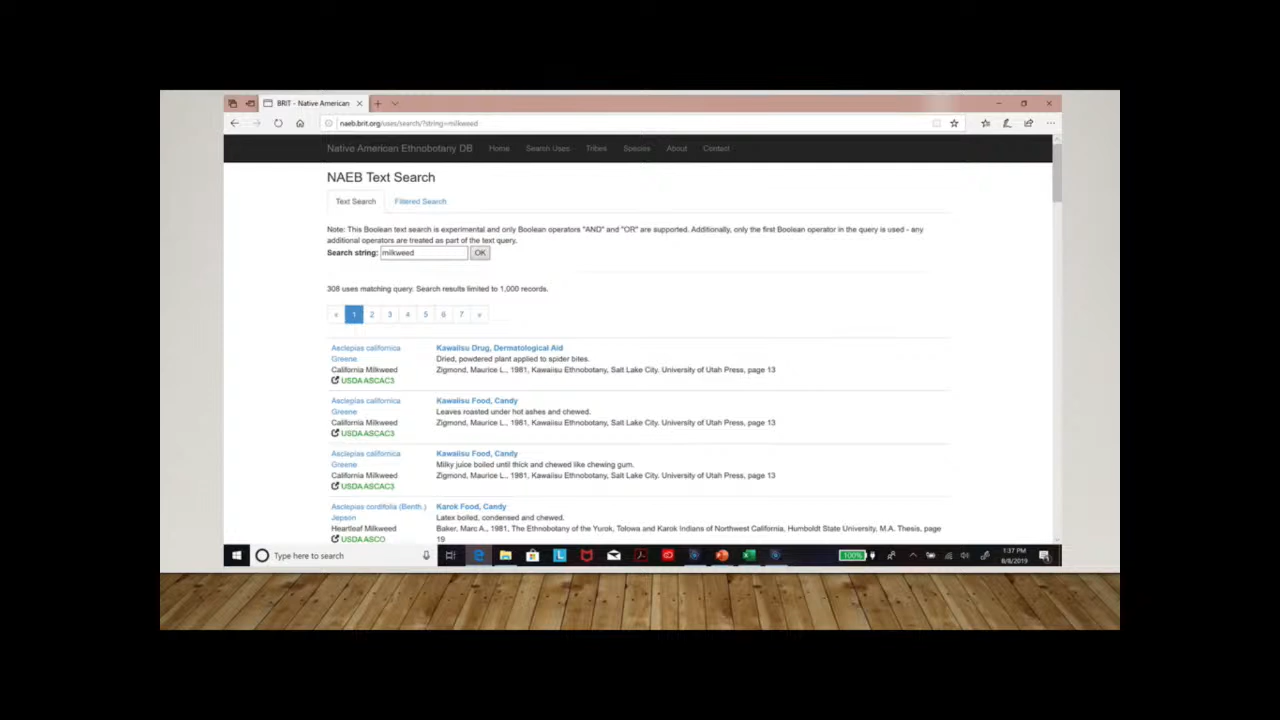 BRIT - Native American
naeb.brit.org/uses/search/?string=milkweed
Native American Ethnobotany DB Home Search Uses Tribes Species About Contact
NAEB Text Search
Text Search Filtered Search
Note: This Boolean text search is experimental and only Boolean operators "AND" and "OR" are supported. Additionally, only the first Boolean operator in the query is used - any
additional operators are treated as part of the text query.
Search string: milkweed OK
308 uses matching query. Search results limited to 1,000 records.
« 1 2 3 4 5 6 7 »
Asclepias californica Kawaiisu Drug, Dermatological Aid
Greene Dried, powdered plant applied to spider bites.
California Milkweed Zigmond, Maurice L., 1981, Kawaiisu Ethnobotany, Salt Lake City. University of Utah Press, page 13
USDA ASCAC3
Asclepias californica Kawaiisu Food, Candy
Greene Leaves roasted under hot ashes and chewed.
California Milkweed Zigmond, Maurice L., 1981, Kawaiisu Ethnobotany, Salt Lake City. University of Utah Press, page 13
USDA ASCAC3
Asclepias californica Kawaiisu Food, Candy
Greene Milky juice boiled until thick and chewed like chewing gum.
California Milkweed Zigmond, Maurice L., 1981, Kawaiisu Ethnobotany, Salt Lake City. University of Utah Press, page 13
USDA ASCAC3
Asclepias cordifolia (Benth.) Karok Food, Candy
Jepson Latex boiled, condensed and chewed.
Heartleaf Milkweed Baker, Marc A., 1981, The Ethnobotany of the Yurok, Tolowa and Karok Indians of Northwest California, Humboldt State University, M.A. Thesis, page
USDA ASCO 19
Type here to search 100% 1:37 PM
8/8/2019